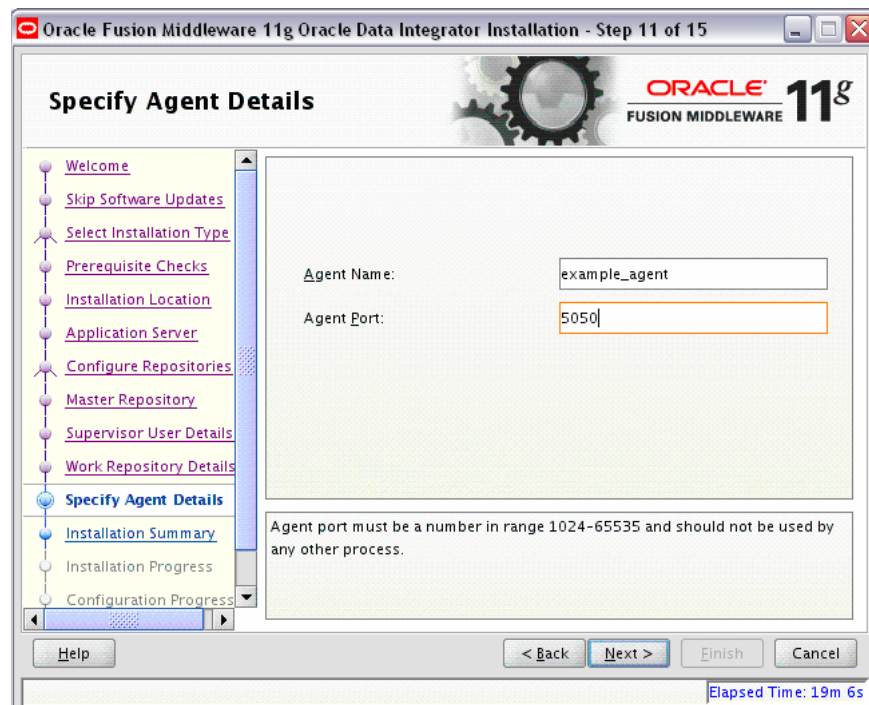 Oracle Fusion Middleware 11g Oracle Data Integrator Installation - Step 11 of 15
Specify Agent Details
ORACLE
FUSION MIDDLEWARE
11g
Welcome
Skip Software Updates
Select Installation Type
Prerequisite Checks
Installation Location
Application Server
Configure Repositories
Master Repository
Supervisor User Details
Work Repository Details
Specify Agent Details
Installation Summary
Installation Progress
Configuration Progress
Agent Name:
example_agent
Agent Port:
5050
Agent port must be a number in range 1024-65535 and should not be used by
any other process.
Help
< Back
Next >
Finish
Cancel
Elapsed Time: 19m 6s